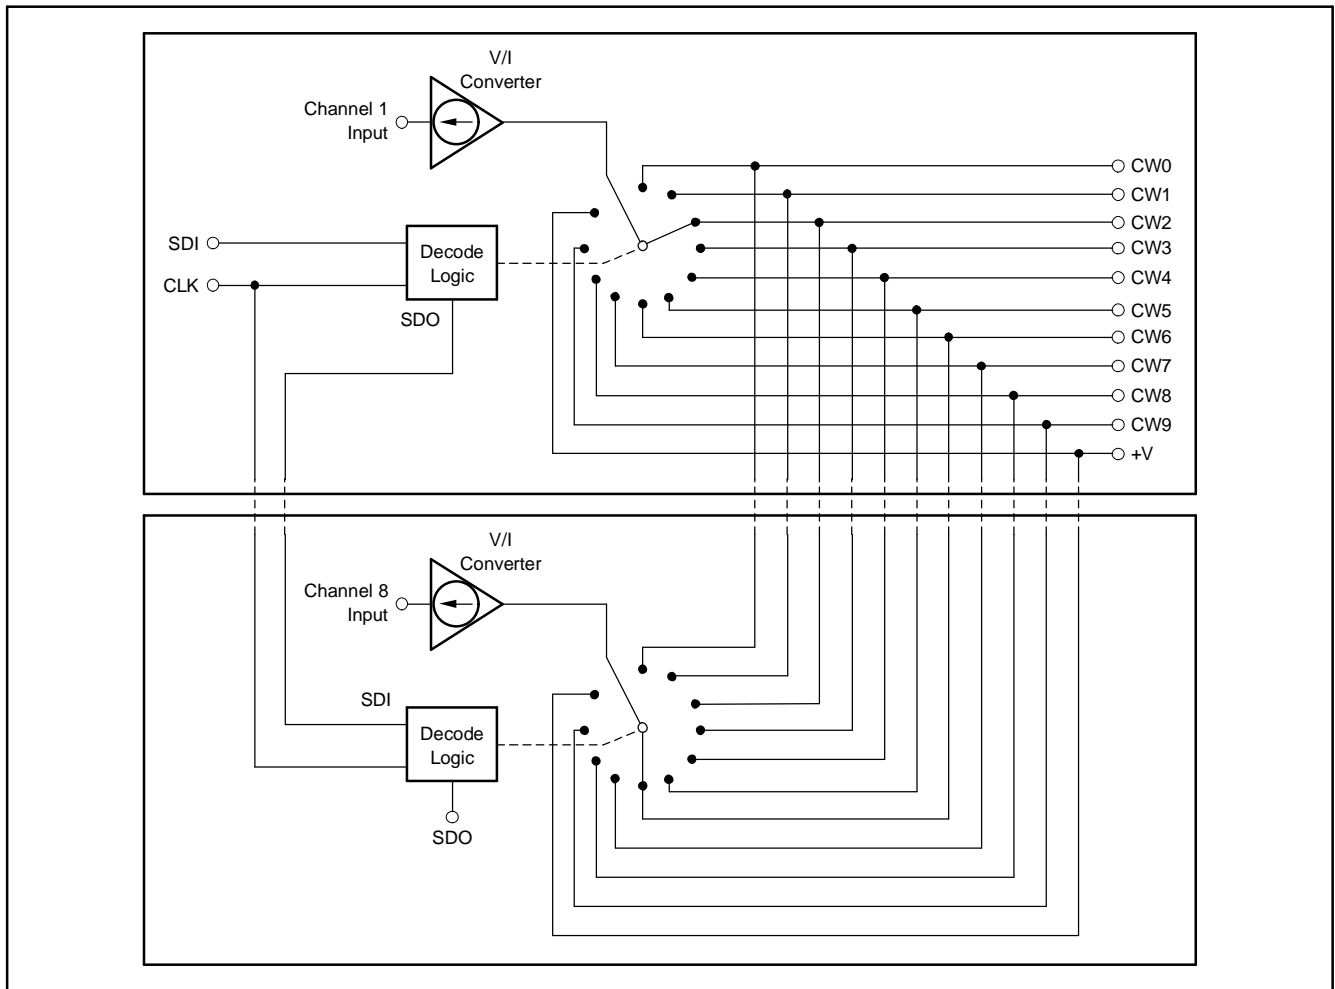 V/I
Converter
Channel 1
Input
CW0
CW1
CW2
CW3
CW4
CW5
CW6
CW7
CW8
CW9
+V
SDI
CLK
Decode
Logic
SDO
V/I
Converter
Channel 8
Input
SDI
Decode
Logic
SDO